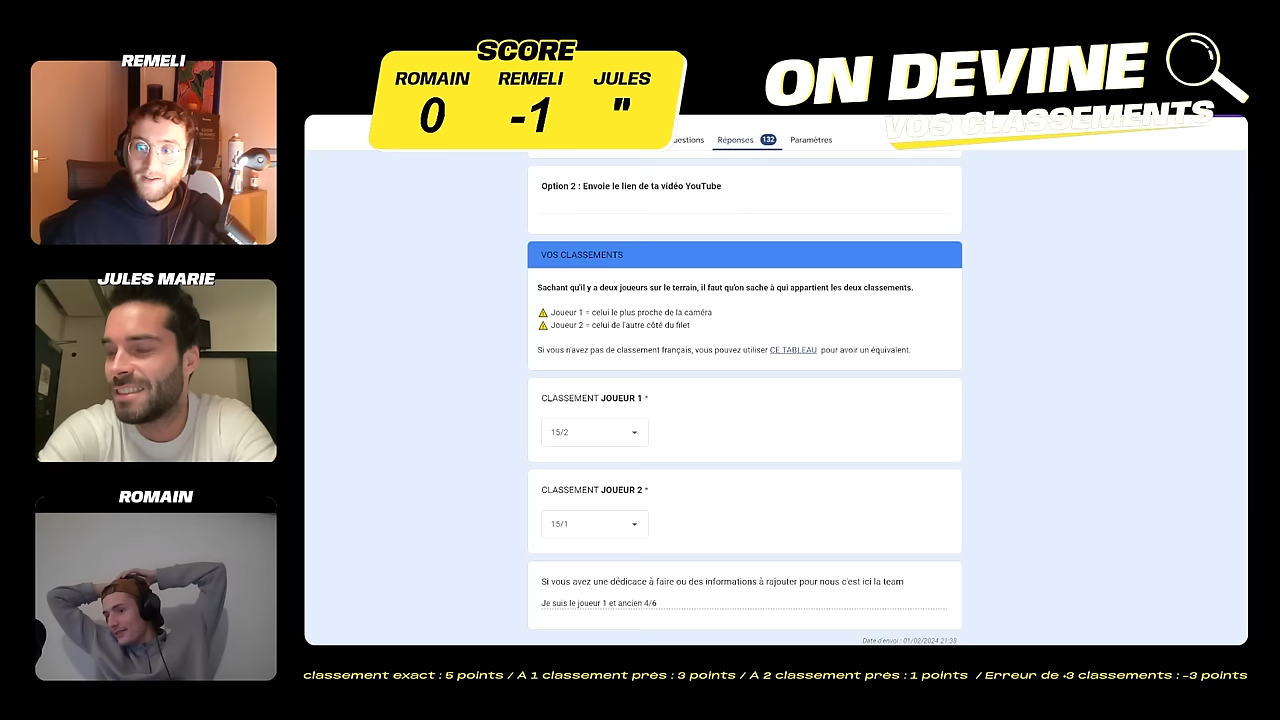 REMELI
JULES MARIE
ROMAIN
SCORE
ROMAIN REMELI JULES
0 -1 "
ON DEVINE
VOS CLASSEMENTS
uestions Réponses 132 Paramètres
Option 2 : Envoie le lien de ta vidéo YouTube
VOS CLASSEMENTS
Sachant qu'il y a deux joueurs sur le terrain, il faut qu'on sache à qui appartient les deux classements.
Joueur 1 = celui le plus proche de la caméra
Joueur 2 = celui de l'autre côté du filet
Si vous n'avez pas de classement français, vous pouvez utiliser CE TABLEAU pour avoir un équivalent.
CLASSEMENT JOUEUR 1 *
15/2
CLASSEMENT JOUEUR 2 *
15/1
Si vous avez une dédicace à faire ou des informations à rajouter pour nous c'est ici la team
Je suis le joueur 1 et ancien 4/6
Date d'envoi : 01/02/2024 21:38
classement exact : 5 points / À 1 classement près : 3 points / À 2 classement près : 1 points / Erreur de +3 classements : -3 points